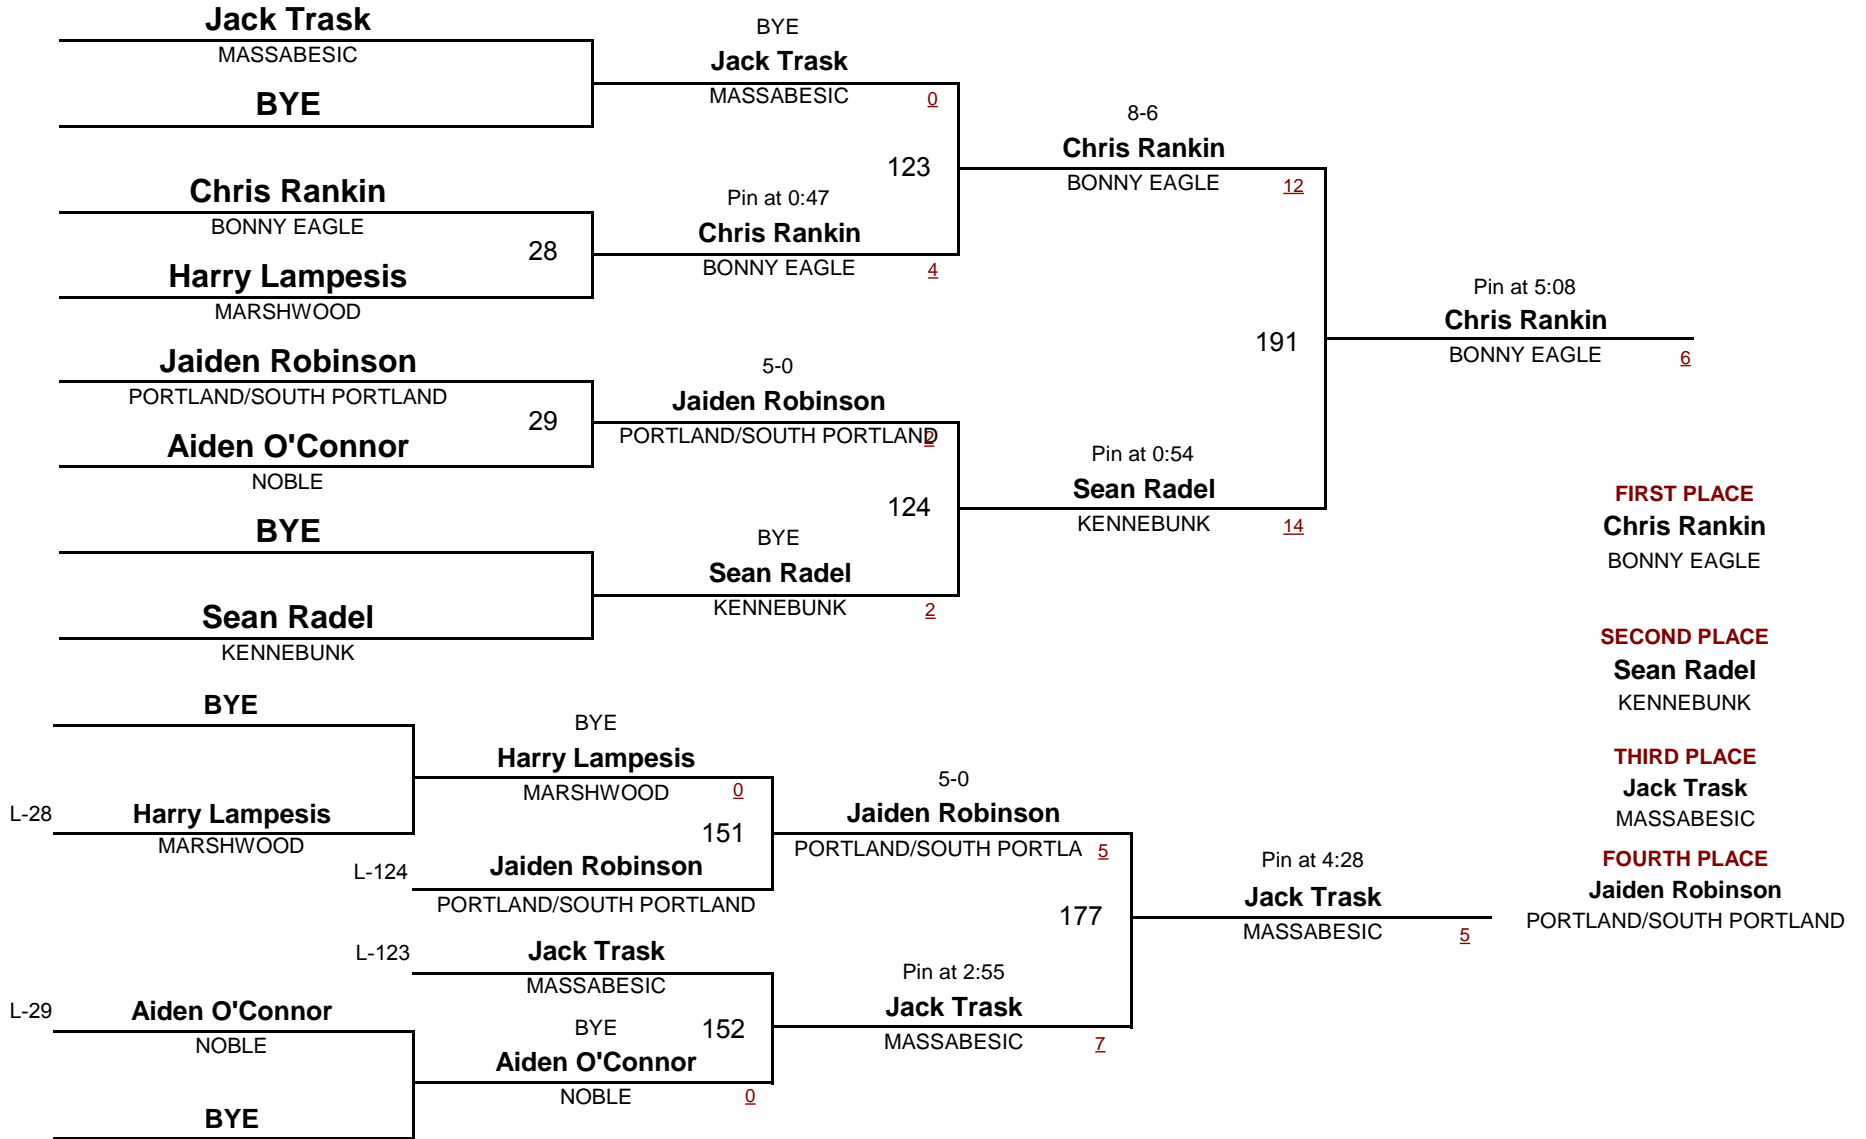 Jack Trask
MASSABESIC
BYE
Chris Rankin
BONNY EAGLE
28
Harry Lampesis
MARSHWOOD
Jaiden Robinson
PORTLAND/SOUTH PORTLAND
29
Aiden O'Connor
NOBLE
BYE
Sean Radel
KENNEBUNK
BYE
Jack Trask
MASSABESIC 0
123
Pin at 0:47
Chris Rankin
BONNY EAGLE 4
5-0
Jaiden Robinson
PORTLAND/SOUTH PORTLAND 2
124
BYE
Sean Radel
KENNEBUNK 2
8-6
Chris Rankin
BONNY EAGLE 12
191
Pin at 0:54
Sean Radel
KENNEBUNK 14
Pin at 5:08
Chris Rankin
BONNY EAGLE 6
FIRST PLACE
Chris Rankin
BONNY EAGLE
SECOND PLACE
Sean Radel
KENNEBUNK
THIRD PLACE
Jack Trask
MASSABESIC
FOURTH PLACE
Jaiden Robinson
PORTLAND/SOUTH PORTLAND
BYE
L-28 Harry Lampesis
MARSHWOOD
L-29 Aiden O'Connor
NOBLE
BYE
BYE
Harry Lampesis
MARSHWOOD 0
151
L-124 Jaiden Robinson
PORTLAND/SOUTH PORTLAND
L-123 Jack Trask
MASSABESIC
BYE 152
Aiden O'Connor
NOBLE 0
5-0
Jaiden Robinson
PORTLAND/SOUTH PORTLA 5
177
Pin at 2:55
Jack Trask
MASSABESIC 7
Pin at 4:28
Jack Trask
MASSABESIC 5